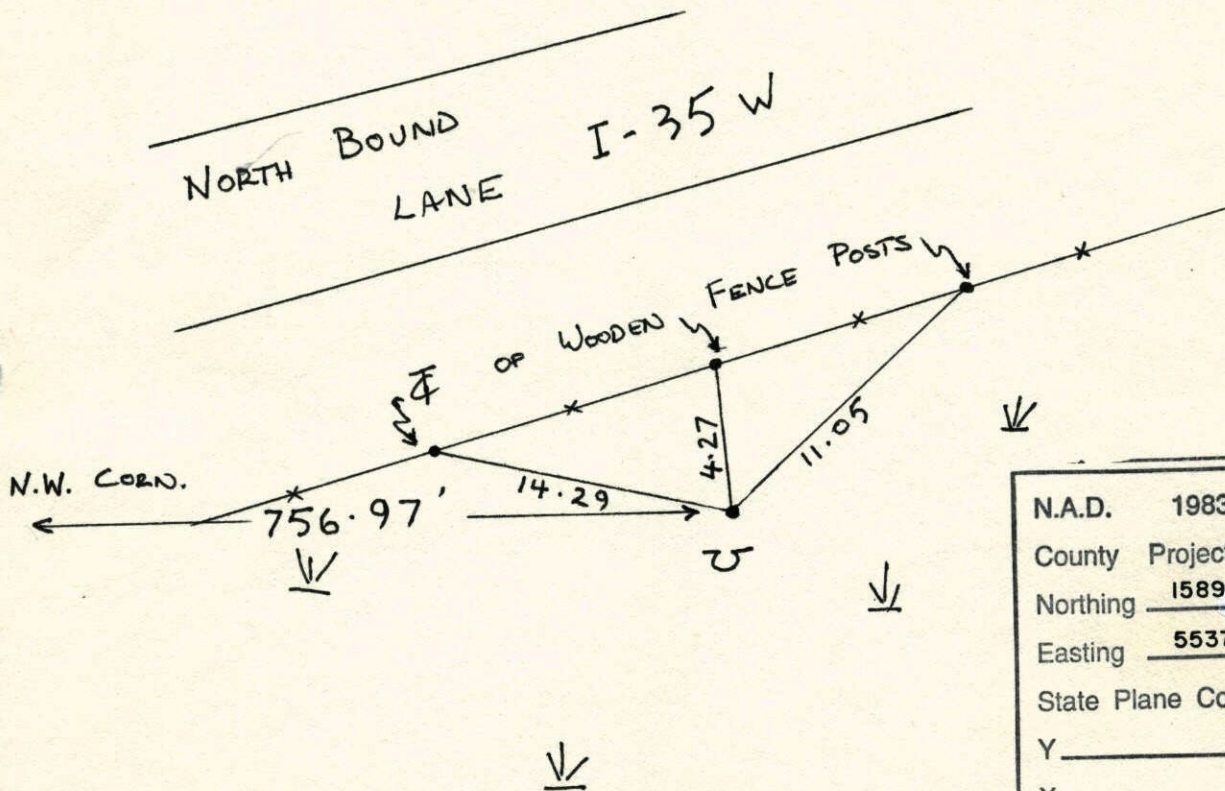 NORTH BOUND
LANE I-35 W
℄ OF WOODEN FENCE POSTS
4.27
11.05
14.29
N.W. CORN.
756.97'
N.A.D. 1983
County Projec
Northing 1589
Easting 5537
State Plane Co
Y